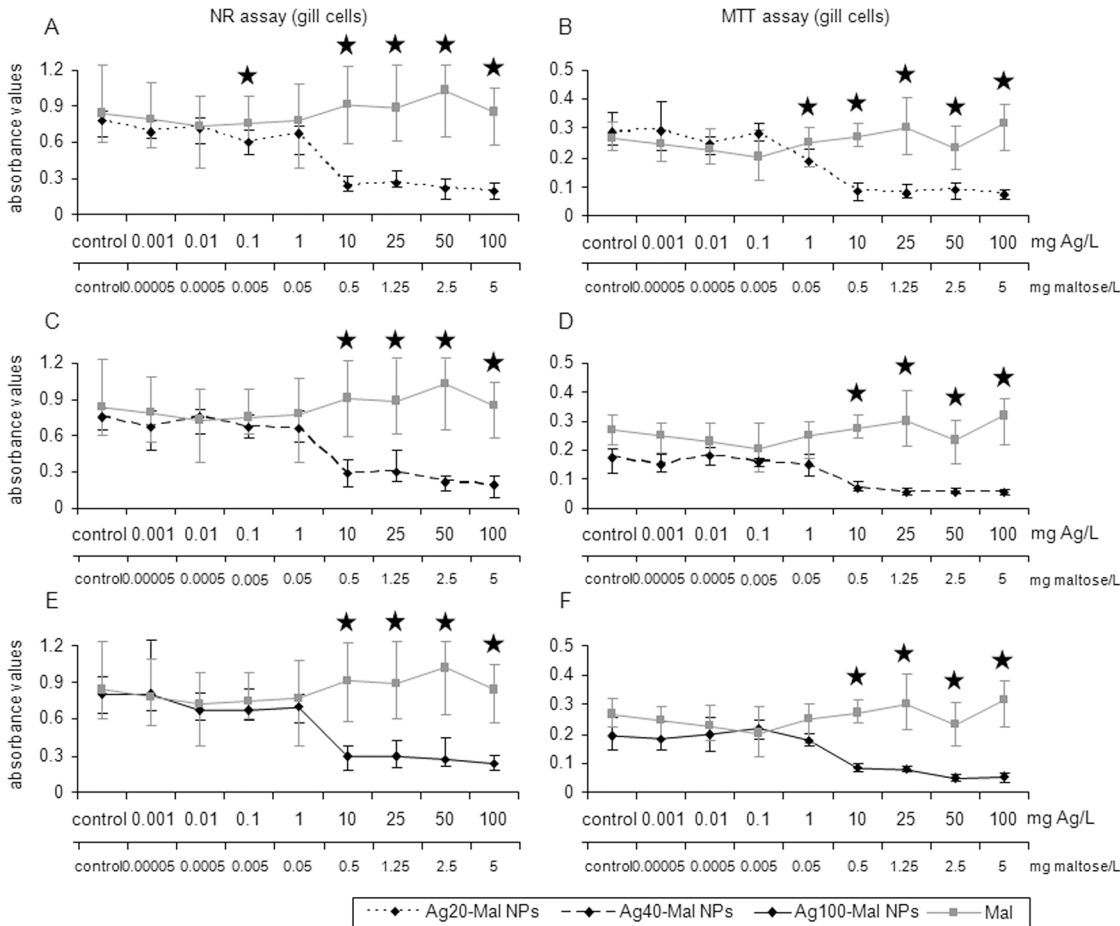 NR assay (gill cells)
MTT assay (gill cells)
A
B
absorbance values
1.2
0.9
0.6
0.3
0
0.5
0.4
0.3
0.2
0.1
0
control 0.001 0.01 0.1 1 10 25 50 100
control 0.001 0.01 0.1 1 10 25 50 100 mg Ag/L
control 0.00005 0.0005 0.005 0.05 0.5 1.25 2.5 5
control 0.00005 0.0005 0.005 0.05 0.5 1.25 2.5 5 mg maltose/L
C
D
absorbance values
1.2
0.9
0.6
0.3
0
0.5
0.4
0.3
0.2
0.1
0
control 0.001 0.01 0.1 1 10 25 50 100
control 0.001 0.01 0.1 1 10 25 50 100 mg Ag/L
control 0.00005 0.0005 0.005 0.05 0.5 1.25 2.5 5
control 0.00005 0.0005 0.005 0.05 0.5 1.25 2.5 5 mg maltose/L
E
F
absorbance values
1.2
0.9
0.6
0.3
0
0.5
0.4
0.3
0.2
0.1
0
control 0.001 0.01 0.1 1 10 25 50 100
control 0.001 0.01 0.1 1 10 25 50 100 mg Ag/L
control 0.00005 0.0005 0.005 0.05 0.5 1.25 2.5 5
control 0.00005 0.0005 0.005 0.05 0.5 1.25 2.5 5 mg maltose/L
Ag20-Mal NPs Ag40-Mal NPs Ag100-Mal NPs Mal